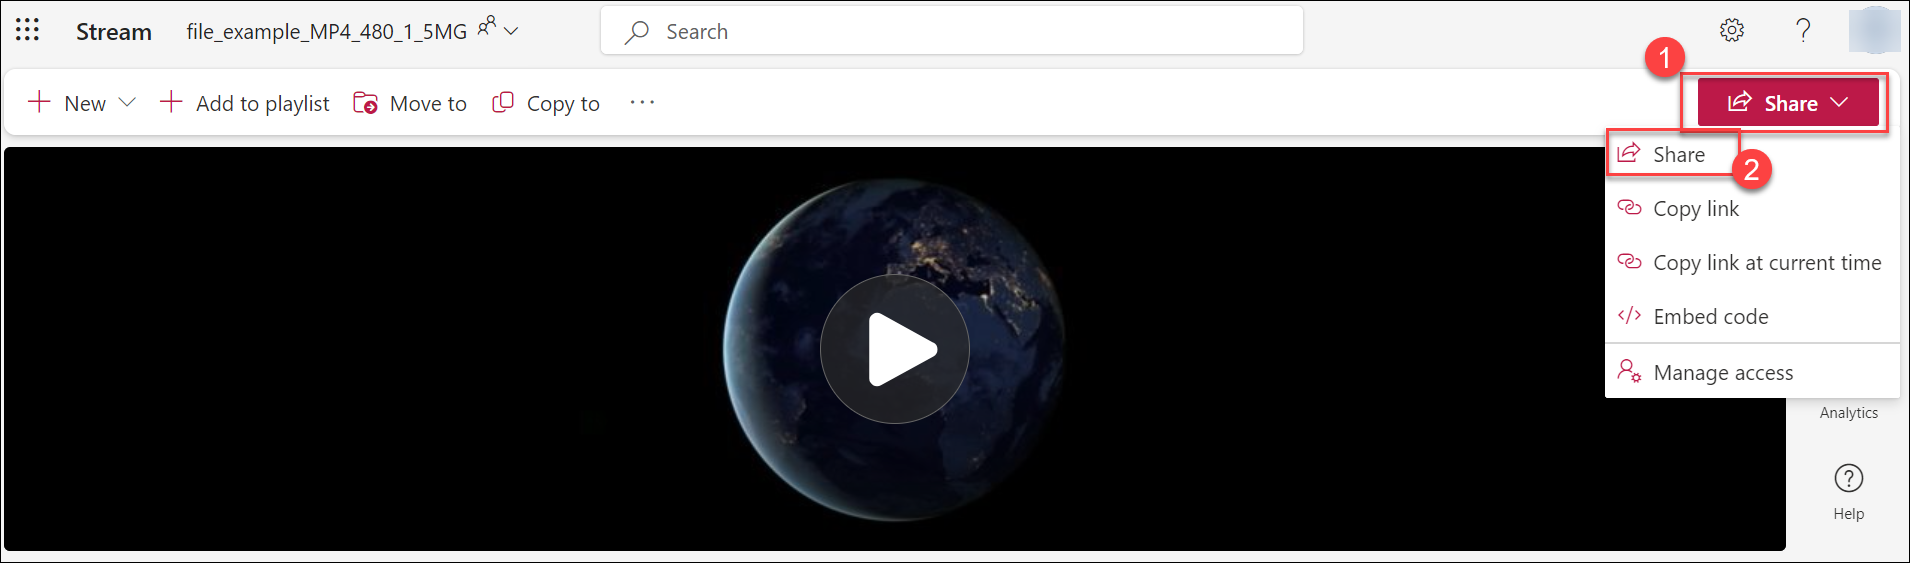 Stream file_example_MP4_480_1_5MG Search ?
1
New Add to playlist Move to Copy to ... Share
Share 2
Copy link
Copy link at current time
</> Embed code
Manage access
Analytics
?
Help